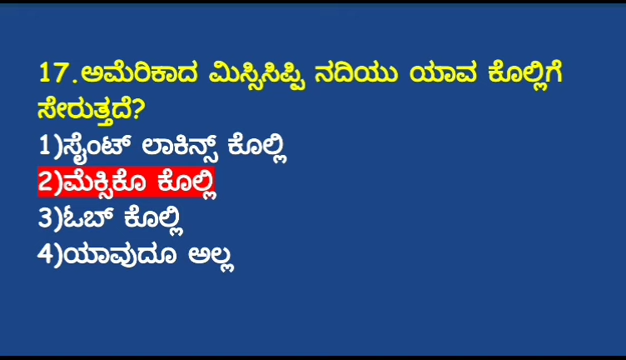 17.ಅಮೆರಿಕಾದ ಮಿಸ್ಸಿಸಿಪ್ಪಿ ನದಿಯು ಯಾವ ಕೊಲ್ಲಿಗೆ
ಸೇರುತ್ತದೆ?
1)ಸೈಂಟ್ ಲಾಕಿನ್ಸ್ ಕೊಲ್ಲಿ
2)ಮೆಕ್ಸಿಕೊ ಕೊಲ್ಲಿ
3)ಓಬ್ ಕೊಲ್ಲಿ
4)ಯಾವುದೂ ಅಲ್ಲ